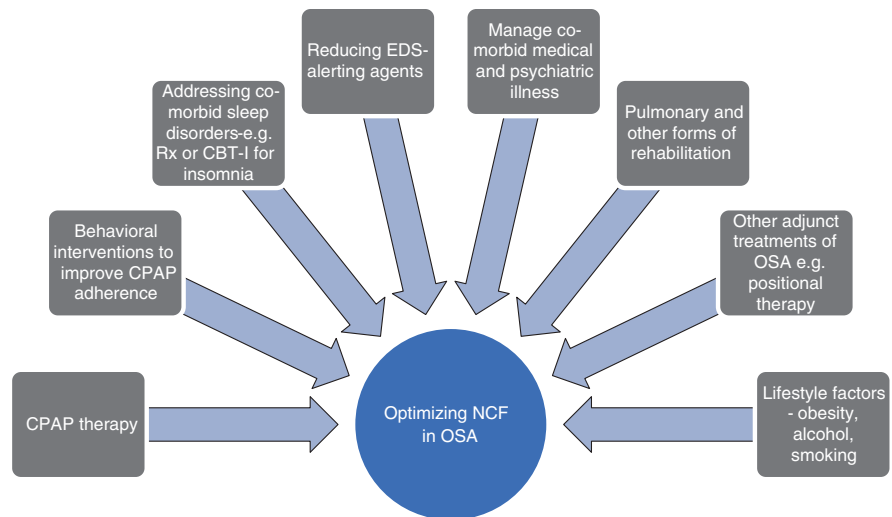 Reducing EDS-
alerting agents
Manage co-
morbid medical
and psychiatric
illness
Addressing co-
morbid sleep
disorders-e.g.
Rx or CBT-I for
insomnia
Pulmonary and
other forms of
rehabilitation
Behavioral
interventions to
improve CPAP
adherence
Other adjunct
treatments of
OSA e.g.
positional
therapy
CPAP therapy
Optimizing NCF
in OSA
Lifestyle factors
- obesity,
alcohol,
smoking